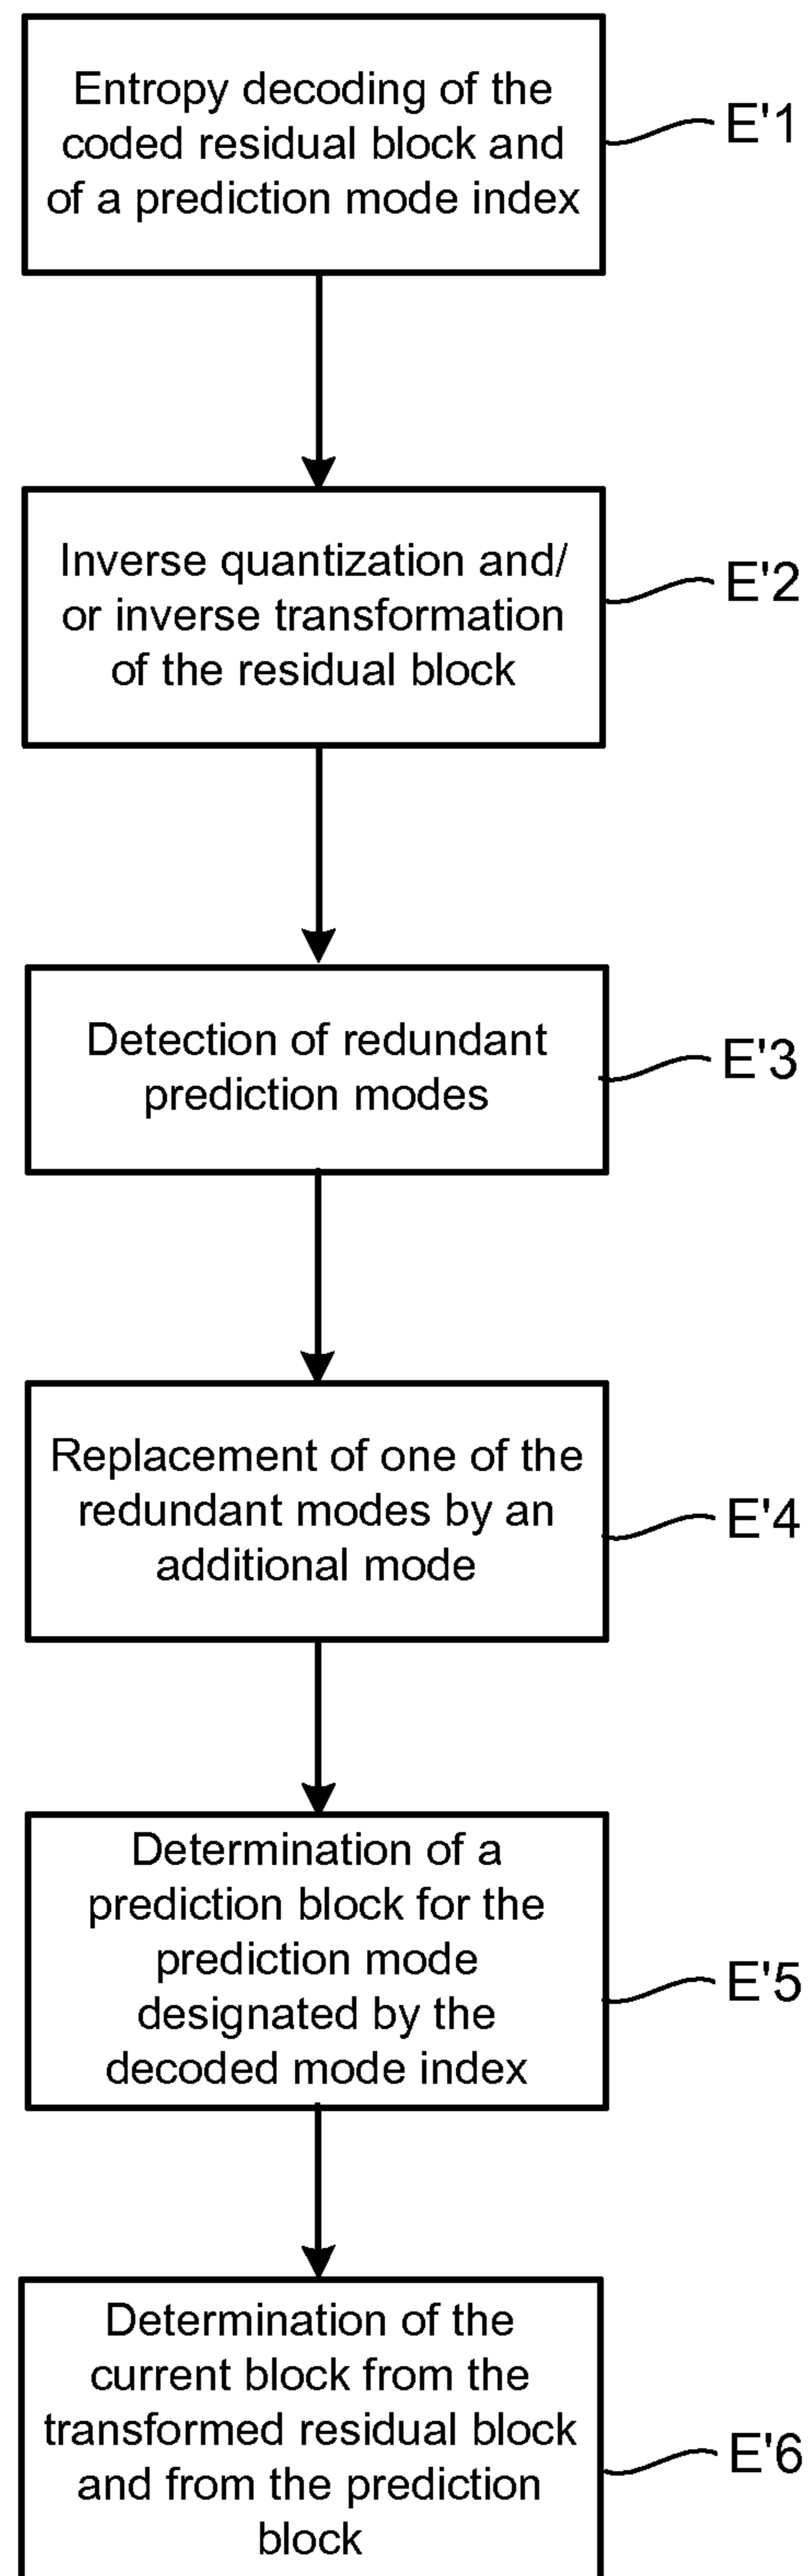 Entropy decoding of the
coded residual block and
of a prediction mode index
E'1
Inverse quantization and/
or inverse transformation
of the residual block
E'2
Detection of redundant
prediction modes
E'3
Replacement of one of the
redundant modes by an
additional mode
E'4
Determination of a
prediction block for the
prediction mode
designated by the
decoded mode index
E'5
Determination of the
current block from the
transformed residual block
and from the prediction
block
E'6